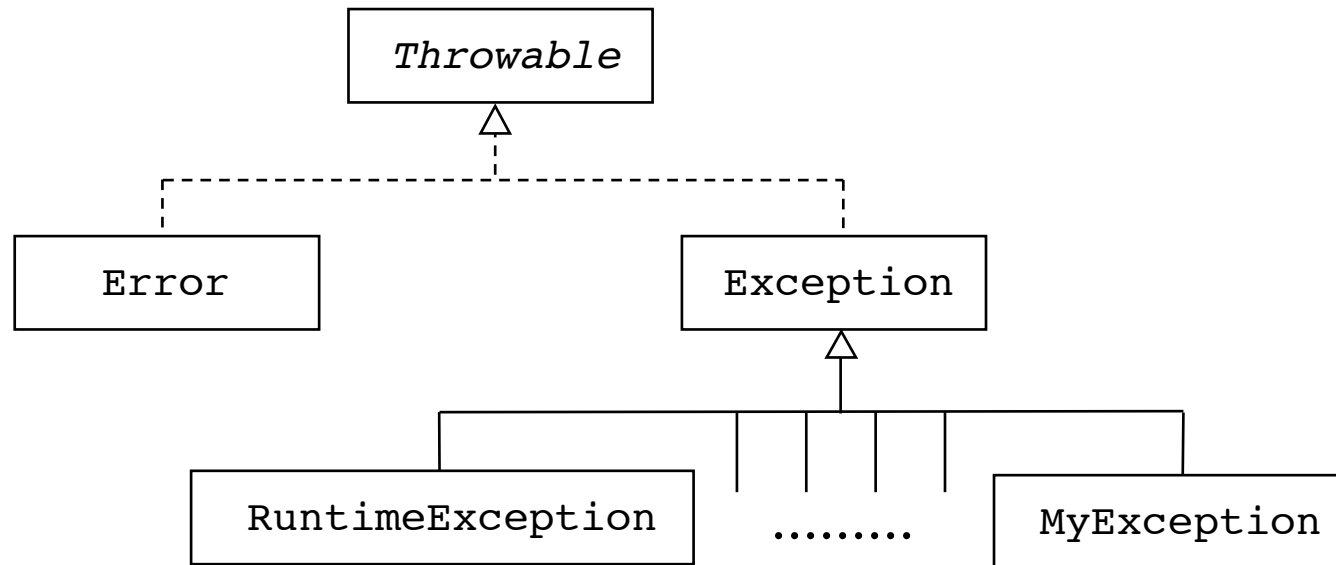 Throwable
Error
Exception
RuntimeException
.........
MyException